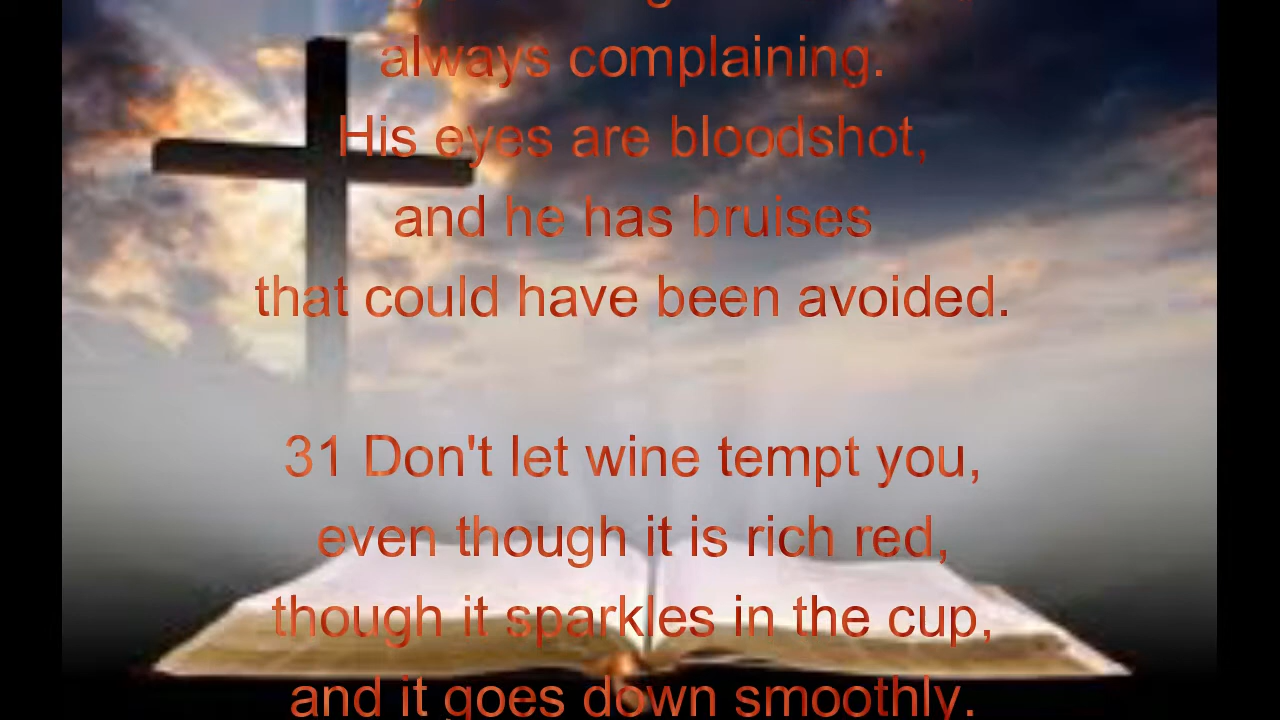 always complaining.
His eyes are bloodshot,
and he has bruises
that could have been avoided.
31 Don't let wine tempt you,
even though it is rich red,
though it sparkles in the cup,
and it goes down smoothly.